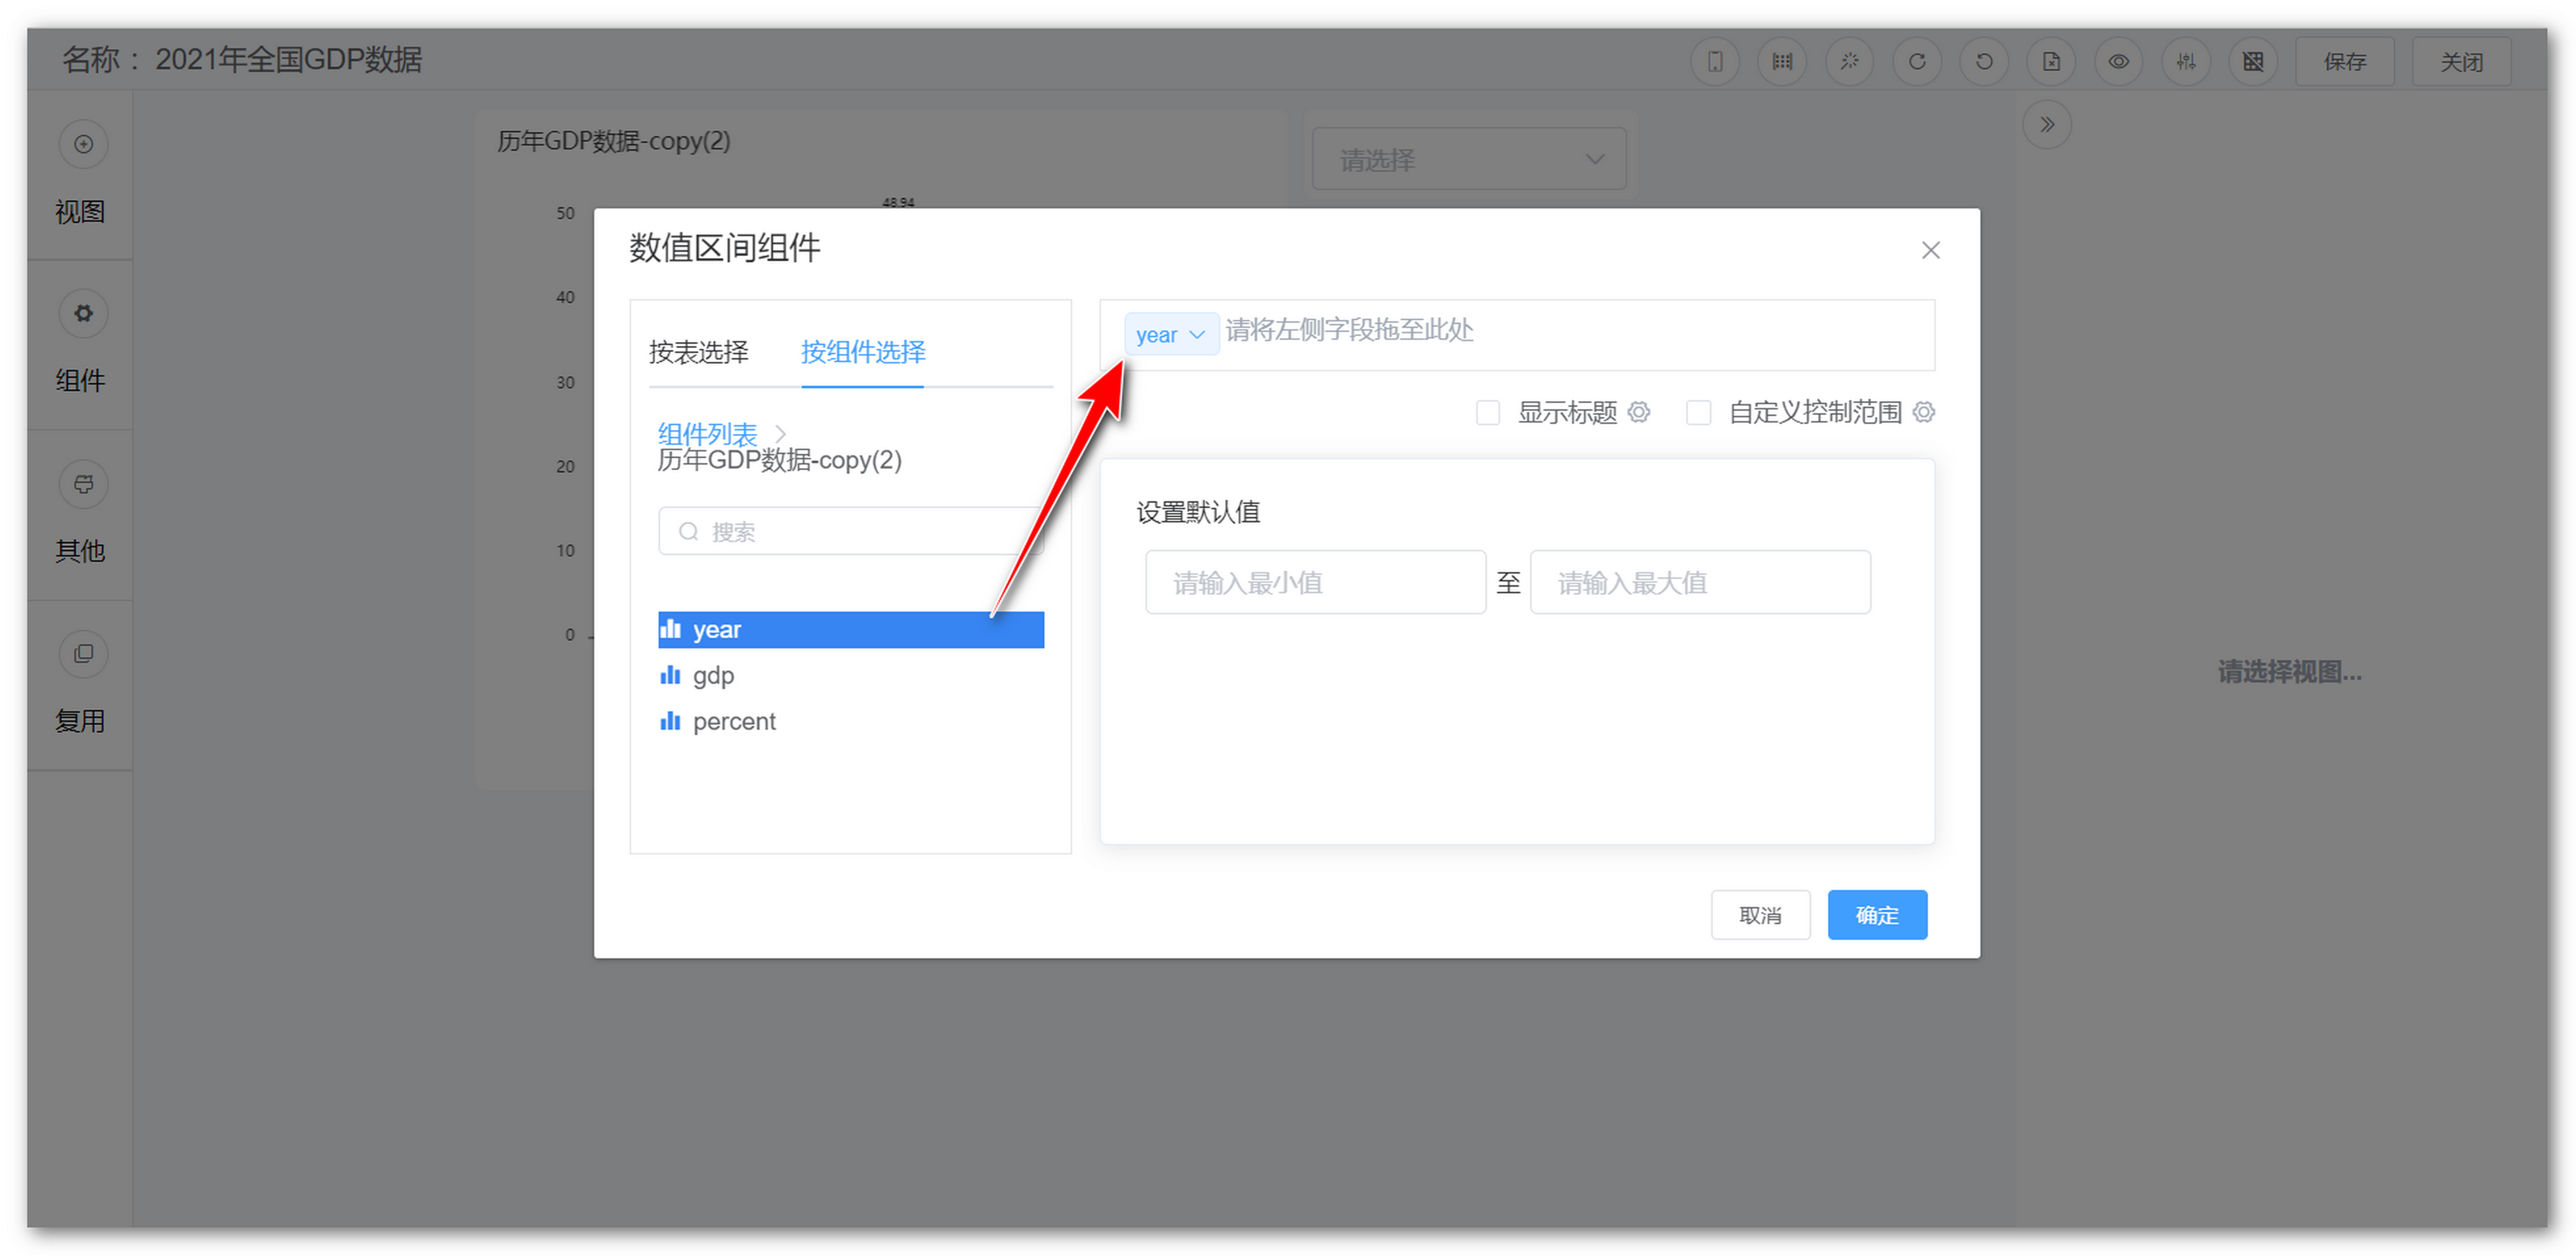 名称： 2021年全国GDP数据
保存
关闭
视图
组件
其他
复用
历年GDP数据-copy(2)
请选择
48.94
50
40
30
20
10
0
数值区间组件
按表选择
按组件选择
组件列表
历年GDP数据-copy(2)
搜索
year
gdp
percent
year 请将左侧字段拖至此处
显示标题
自定义控制范围
设置默认值
请输入最小值 至 请输入最大值
取消
确定
请选择视图...